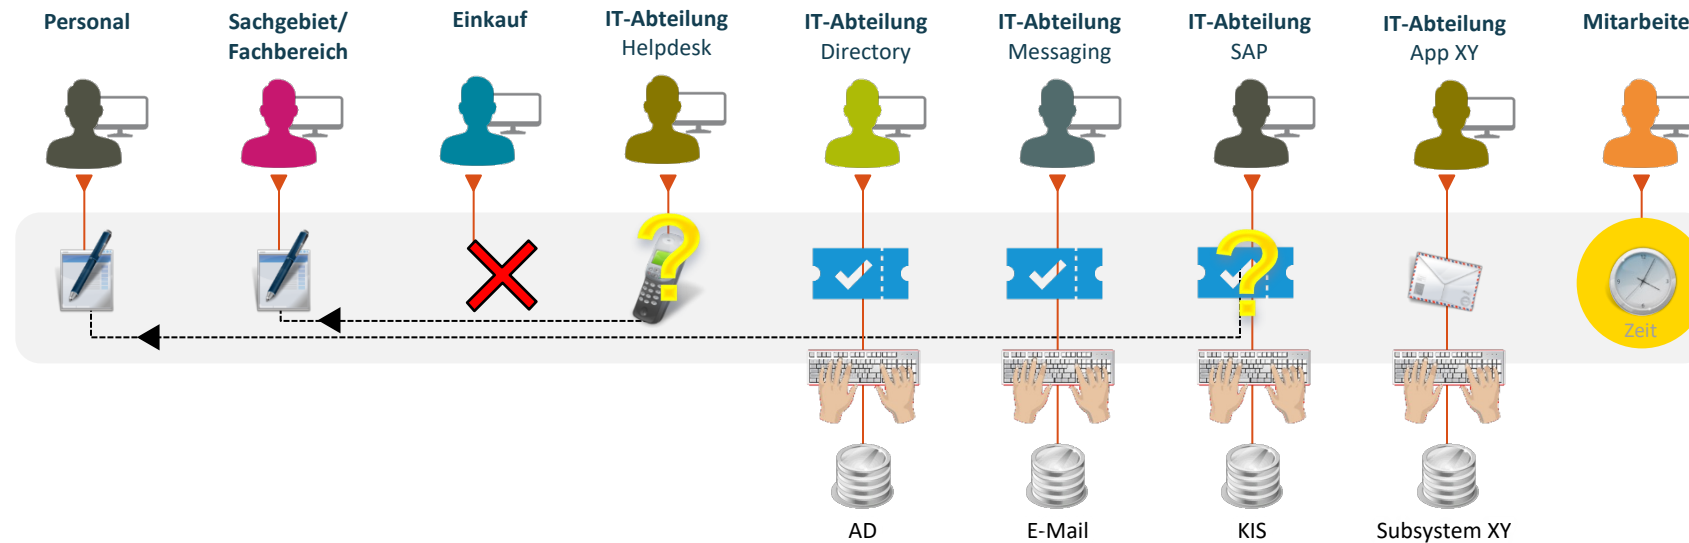 Personal
Sachgebiet/
Fachbereich
Einkauf
IT-Abteilung
Helpdesk
IT-Abteilung
Directory
IT-Abteilung
Messaging
IT-Abteilung
SAP
IT-Abteilung
App XY
Mitarbeite
Zeit
AD
E-Mail
KIS
Subsystem XY